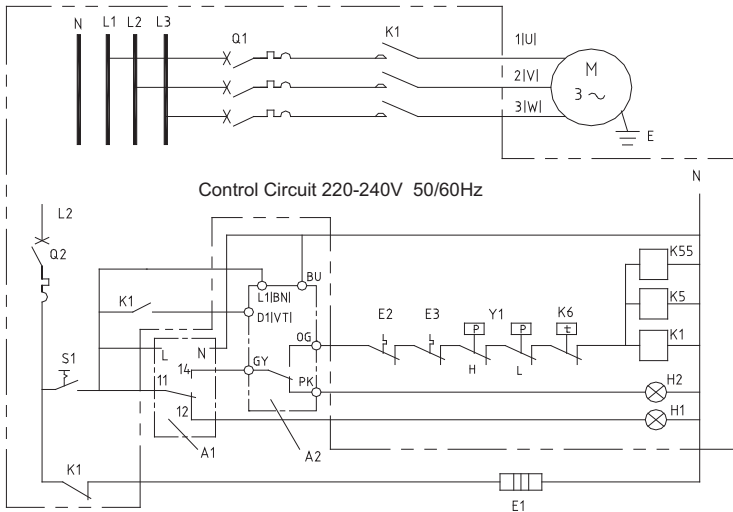 N L1 L2 L3
Q1
K1
1|U|
2|V|
3|W|
M
3 ~
E
Control Circuit 220-240V 50/60Hz
N
L2
Q2
BU
L1|BN|
K1
D1|VT|
K55
K5
K1
E2 E3 Y1 K6
P P t
H L
OG
S1
L N
14
GY
11
PK
H2
12
H1
A1
A2
K1
E1